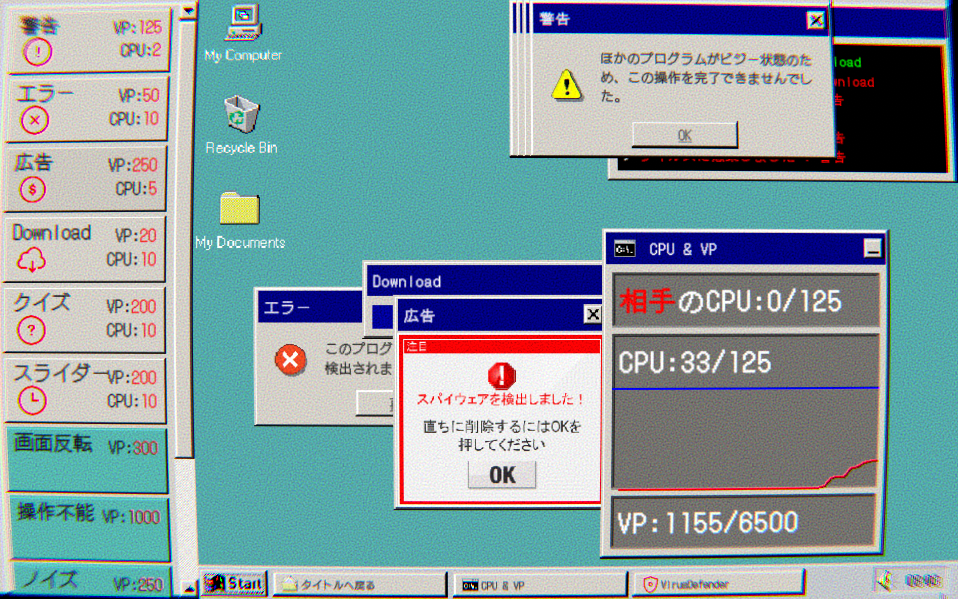 警告
VP:125
CPU:2
エラー
VP:50
CPU:10
広告
VP:250
CPU:5
Download
VP:20
CPU:10
クイズ
VP:200
CPU:10
スライダー
VP:200
CPU:10
画面反転 VP:300
操作不能 VP:1000
ノイズ VP:250
My Computer
Recycle Bin
My Documents
警告
ほかのプログラムがビジー状態のた
め、この操作を完了できませんでし
た。
OK
load
nload
告
告
エラー
このプログ
検出されま
Download
広告
注目
スパイウェアを検出しました！
直ちに削除するにはOKを
押してください
OK
CPU & VP
相手のCPU:0/125
CPU:33/125
VP:1155/6500
Start
タイトルへ戻る
CPU & VP
VirusDefender